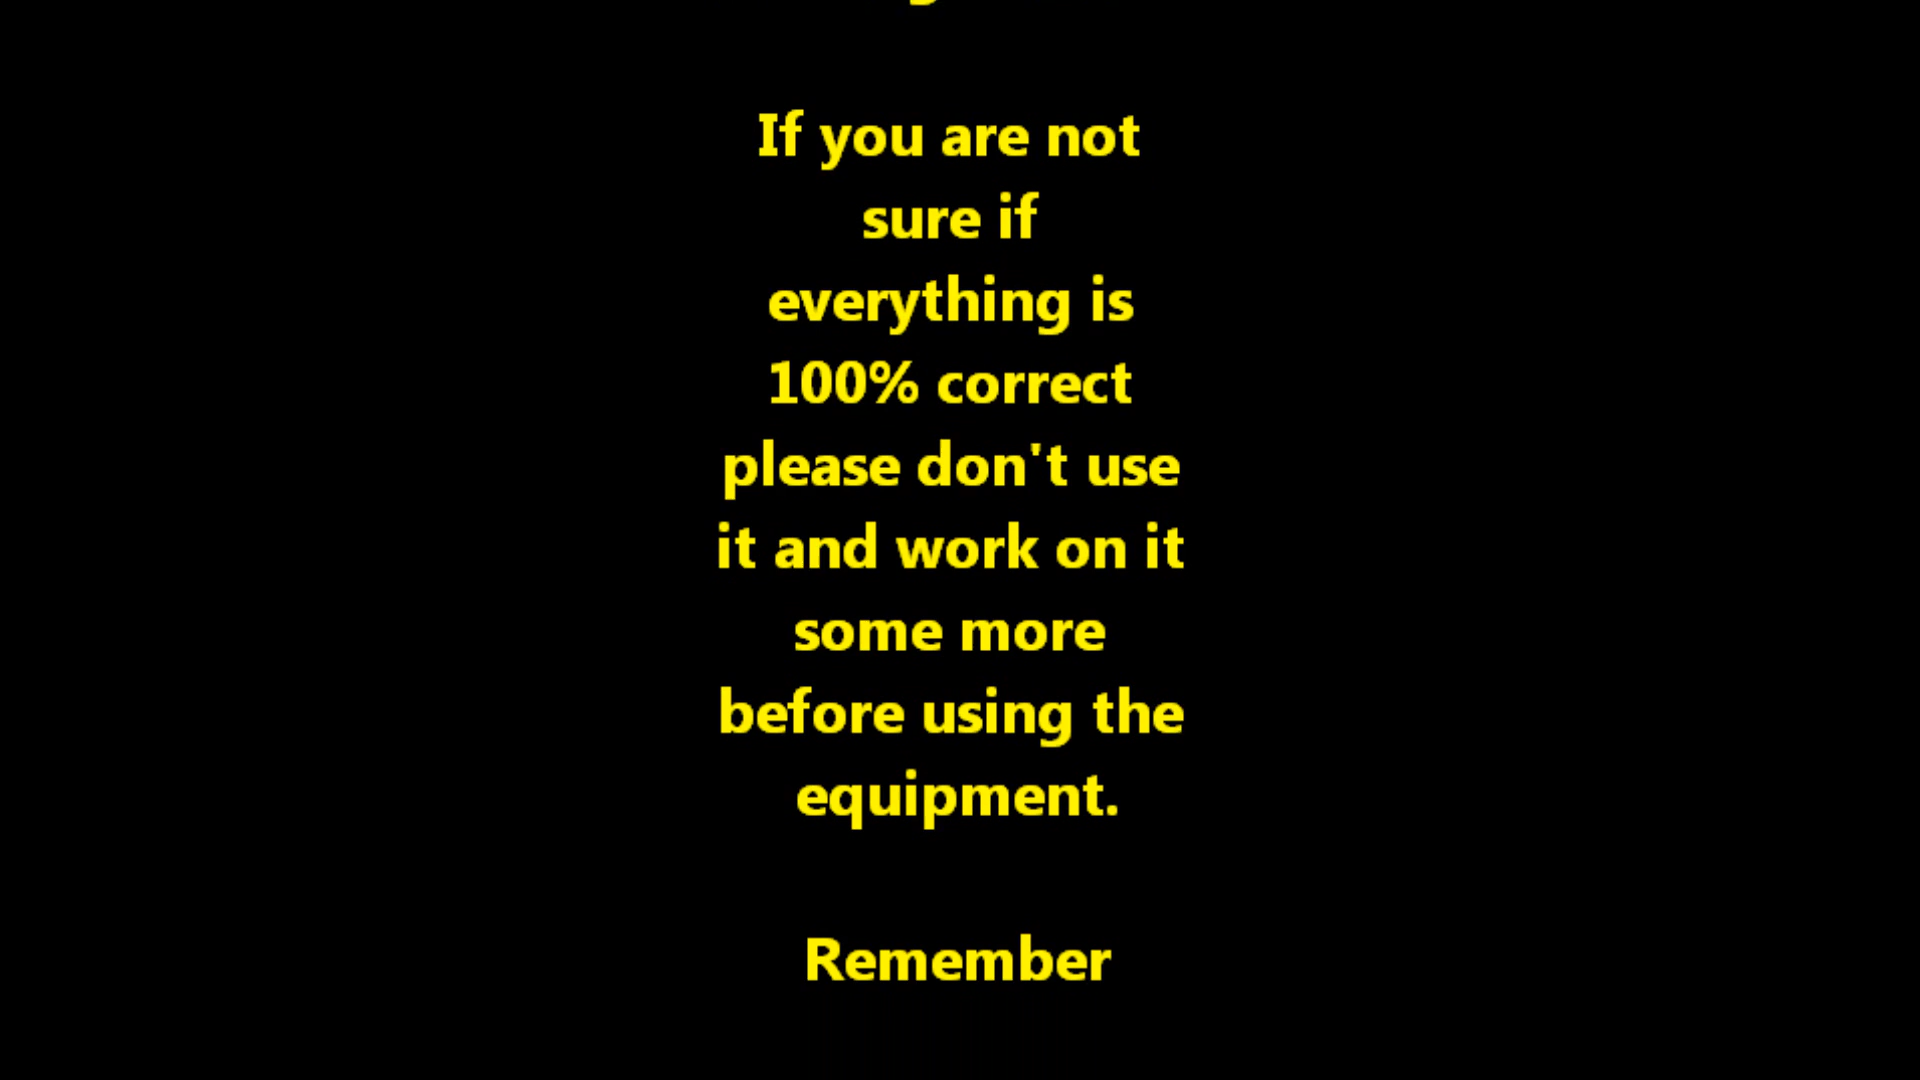 If you are not
sure if
everything is
100% correct
please don't use
it and work on it
some more
before using the
equipment.
Remember